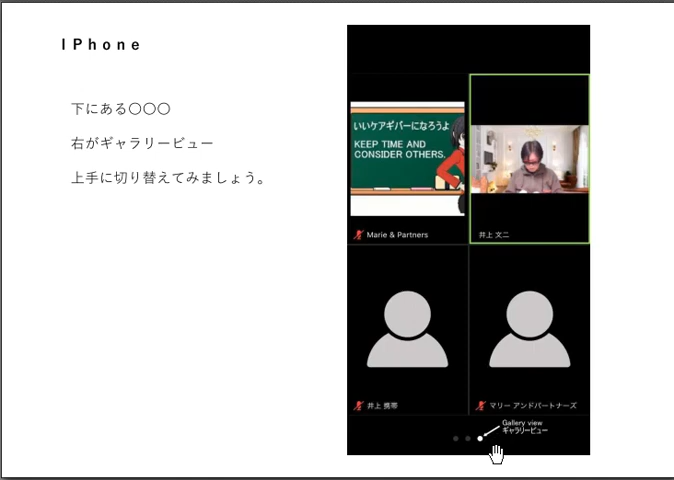 IPhone
下にある〇〇〇
右がギャラリービュー
上手に切り替えてみましょう。
いいケアギバーになろうよ
KEEP TIME AND
CONSIDER OTHERS.
Marie & Partners
井上 文二
井上 携帯
マリー アンドパートナーズ
Gallery view
ギャラリービュー